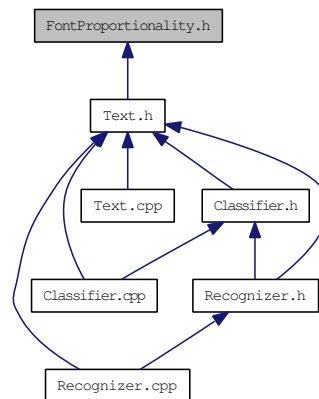 FontProportionality.h
Text.h
Text.cpp
Classifier.h
Classifier.cpp
Recognizer.h
Recognizer.cpp